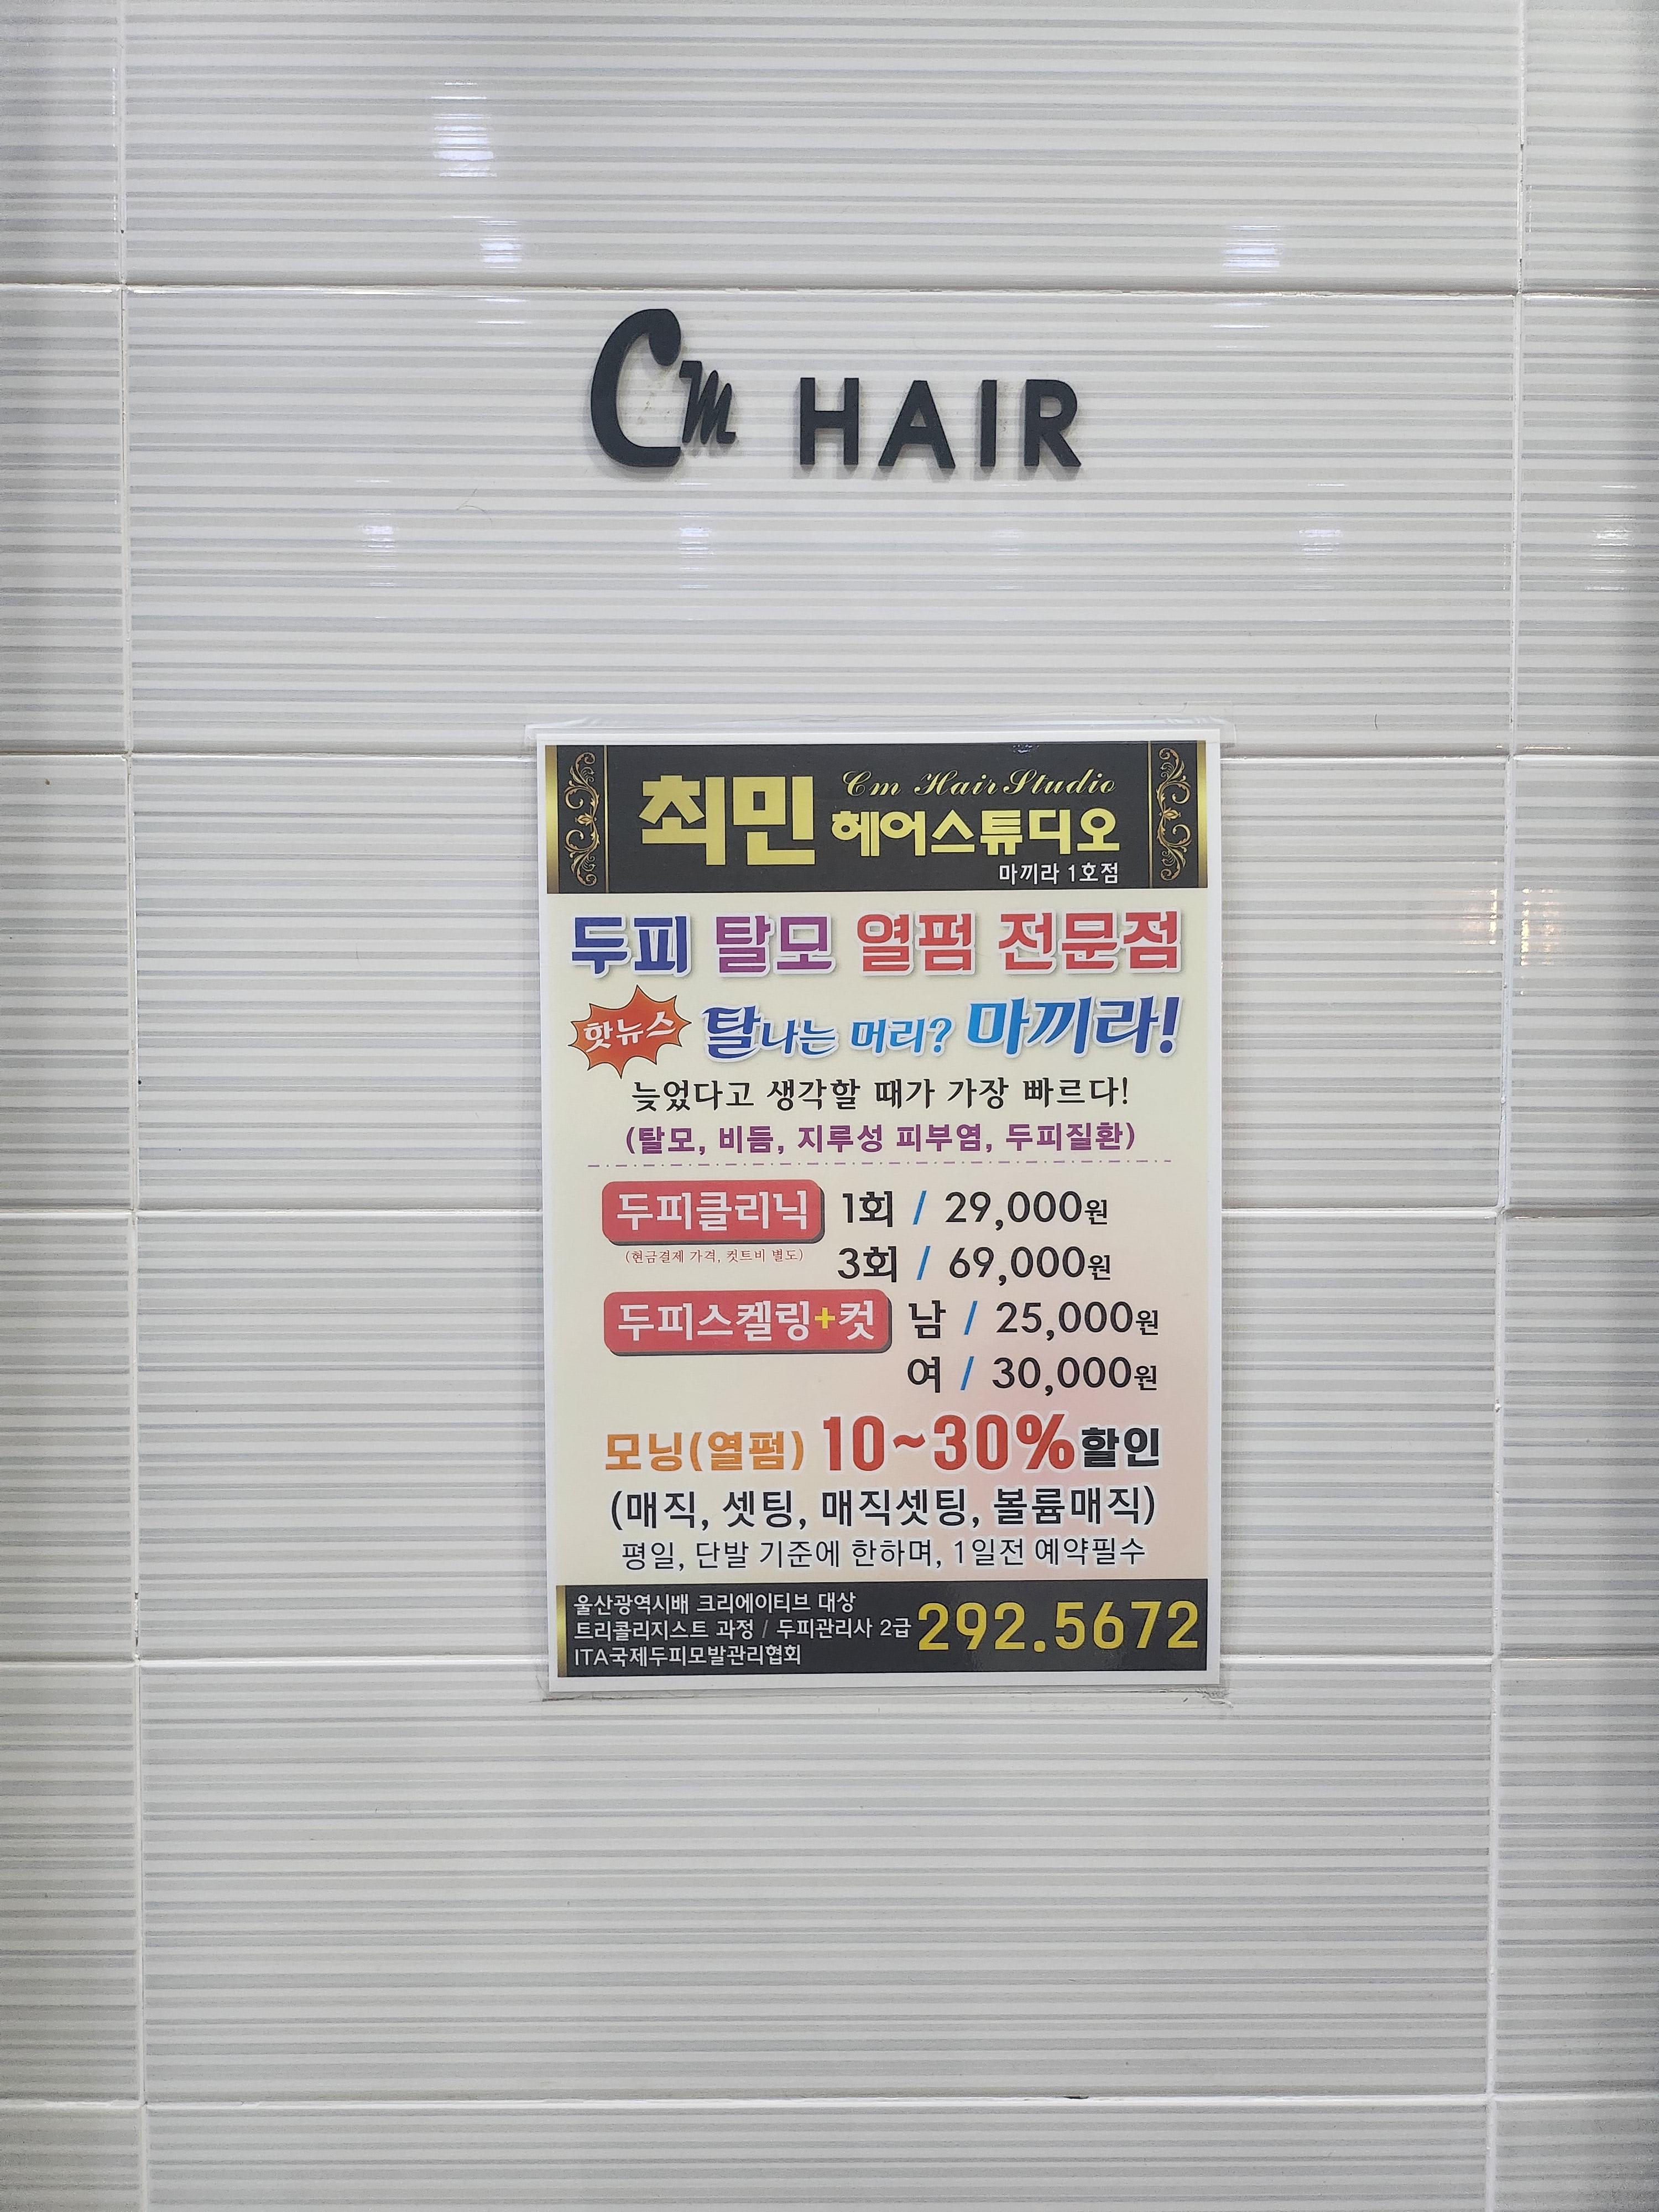 Cm HAIR
최민 Cm Hair Studio
헤어스튜디오
마끼라 1호점
두피 탈모 열펌 전문점
핫뉴스 탈나는 머리? 마끼라!
늦었다고 생각할 때가 가장 빠르다!
(탈모, 비듬, 지루성 피부염, 두피질환)
두피클리닉 1회 / 29,000원
(현금결제 가격, 컷트비 별도)
3회 / 69,000원
두피스켈링+컷 남 / 25,000원
여 / 30,000원
모닝(열펌) 10~30%할인
(매직, 셋팅, 매직셋팅, 볼륨매직)
평일, 단발 기준에 한하며, 1일전 예약필수
울산광역시배 크리에이티브 대상
트리콜리지스트 과정 / 두피관리사 2급
ITA국제두피모발관리협회
292.5672